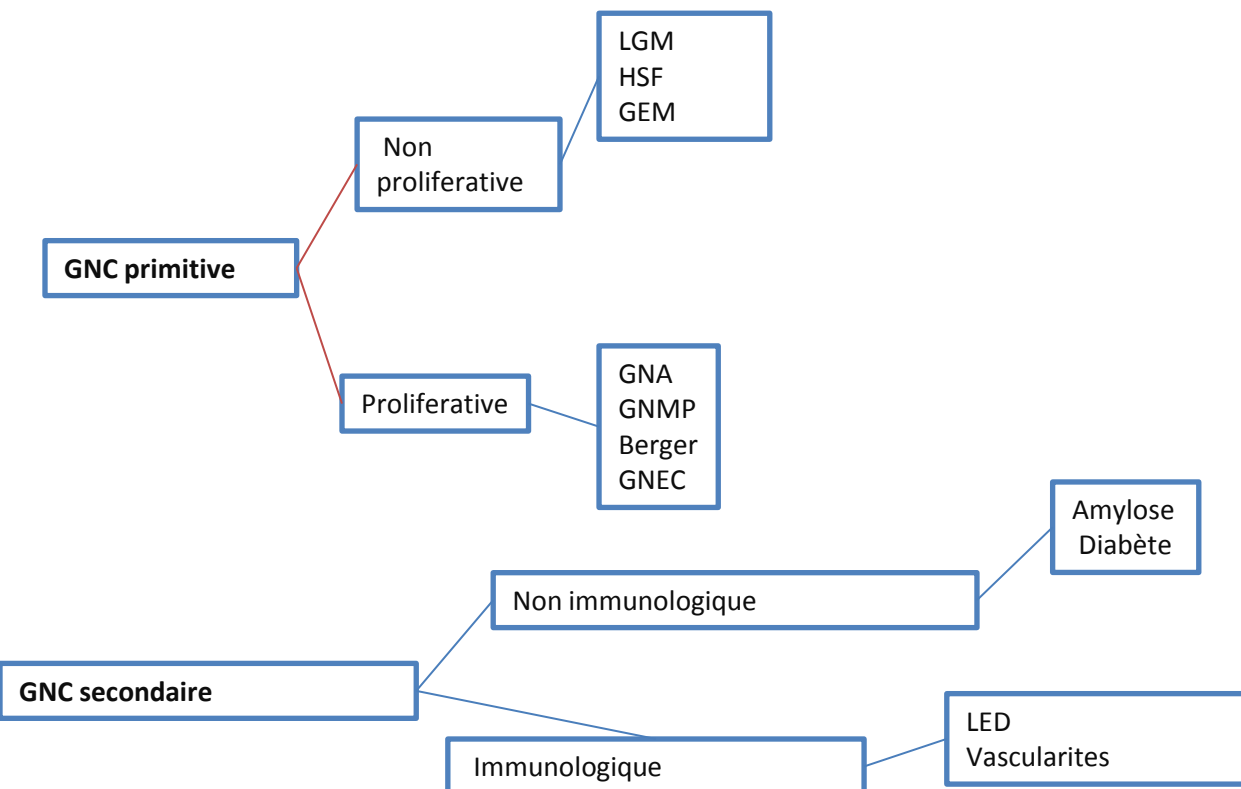 LGM
HSF
GEM
Non
proliferative
GNC primitive
GNA
GNMP
Berger
GNEC
Proliferative
Amylose
Diabète
Non immunologique
GNC secondaire
LED
Vascularites
Immunologique